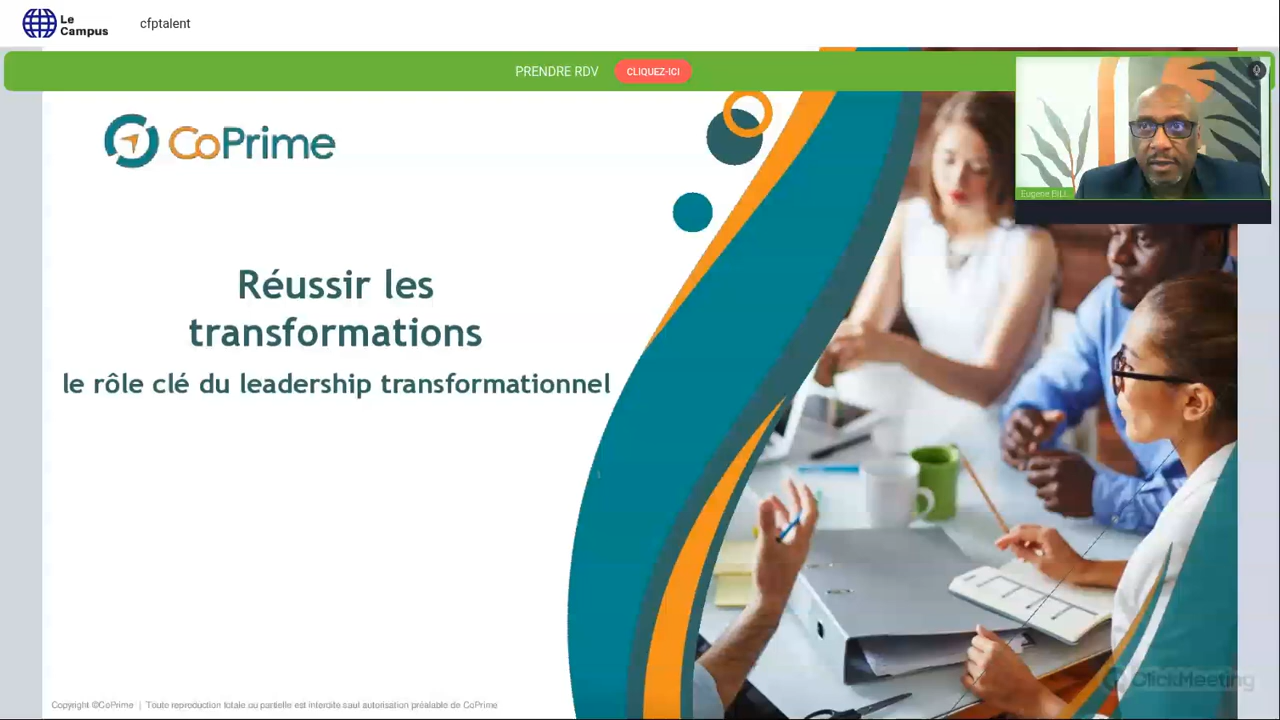 Le
Campus
cfptalent
PRENDRE RDV
CLIQUEZ-ICI
CoPrime
Eugene BILI...
Réussir les
transformations
le rôle clé du leadership transformationnel
ClickMeeting
Copyright ©CoPrime | Toute reproduction totale ou partielle est interdite sauf autorisation préalable de CoPrime